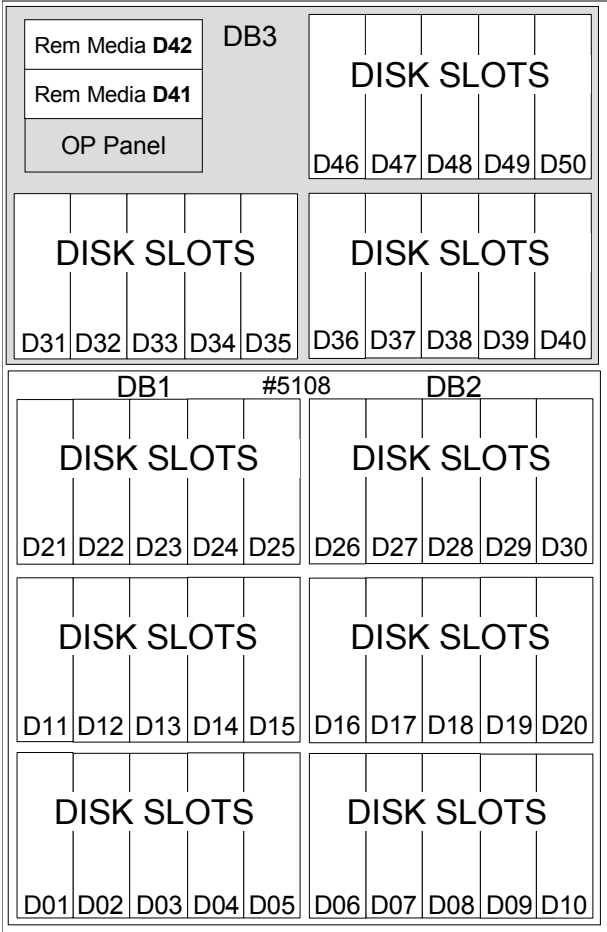 Rem Media D42
DB3
Rem Media D41
OP Panel
DISK SLOTS
D46 D47 D48 D49 D50
DISK SLOTS
D31 D32 D33 D34 D35
DISK SLOTS
D36 D37 D38 D39 D40
DB1 #5108 DB2
DISK SLOTS
D21 D22 D23 D24 D25
DISK SLOTS
D26 D27 D28 D29 D30
DISK SLOTS
D11 D12 D13 D14 D15
DISK SLOTS
D16 D17 D18 D19 D20
DISK SLOTS
D01 D02 D03 D04 D05
DISK SLOTS
D06 D07 D08 D09 D10